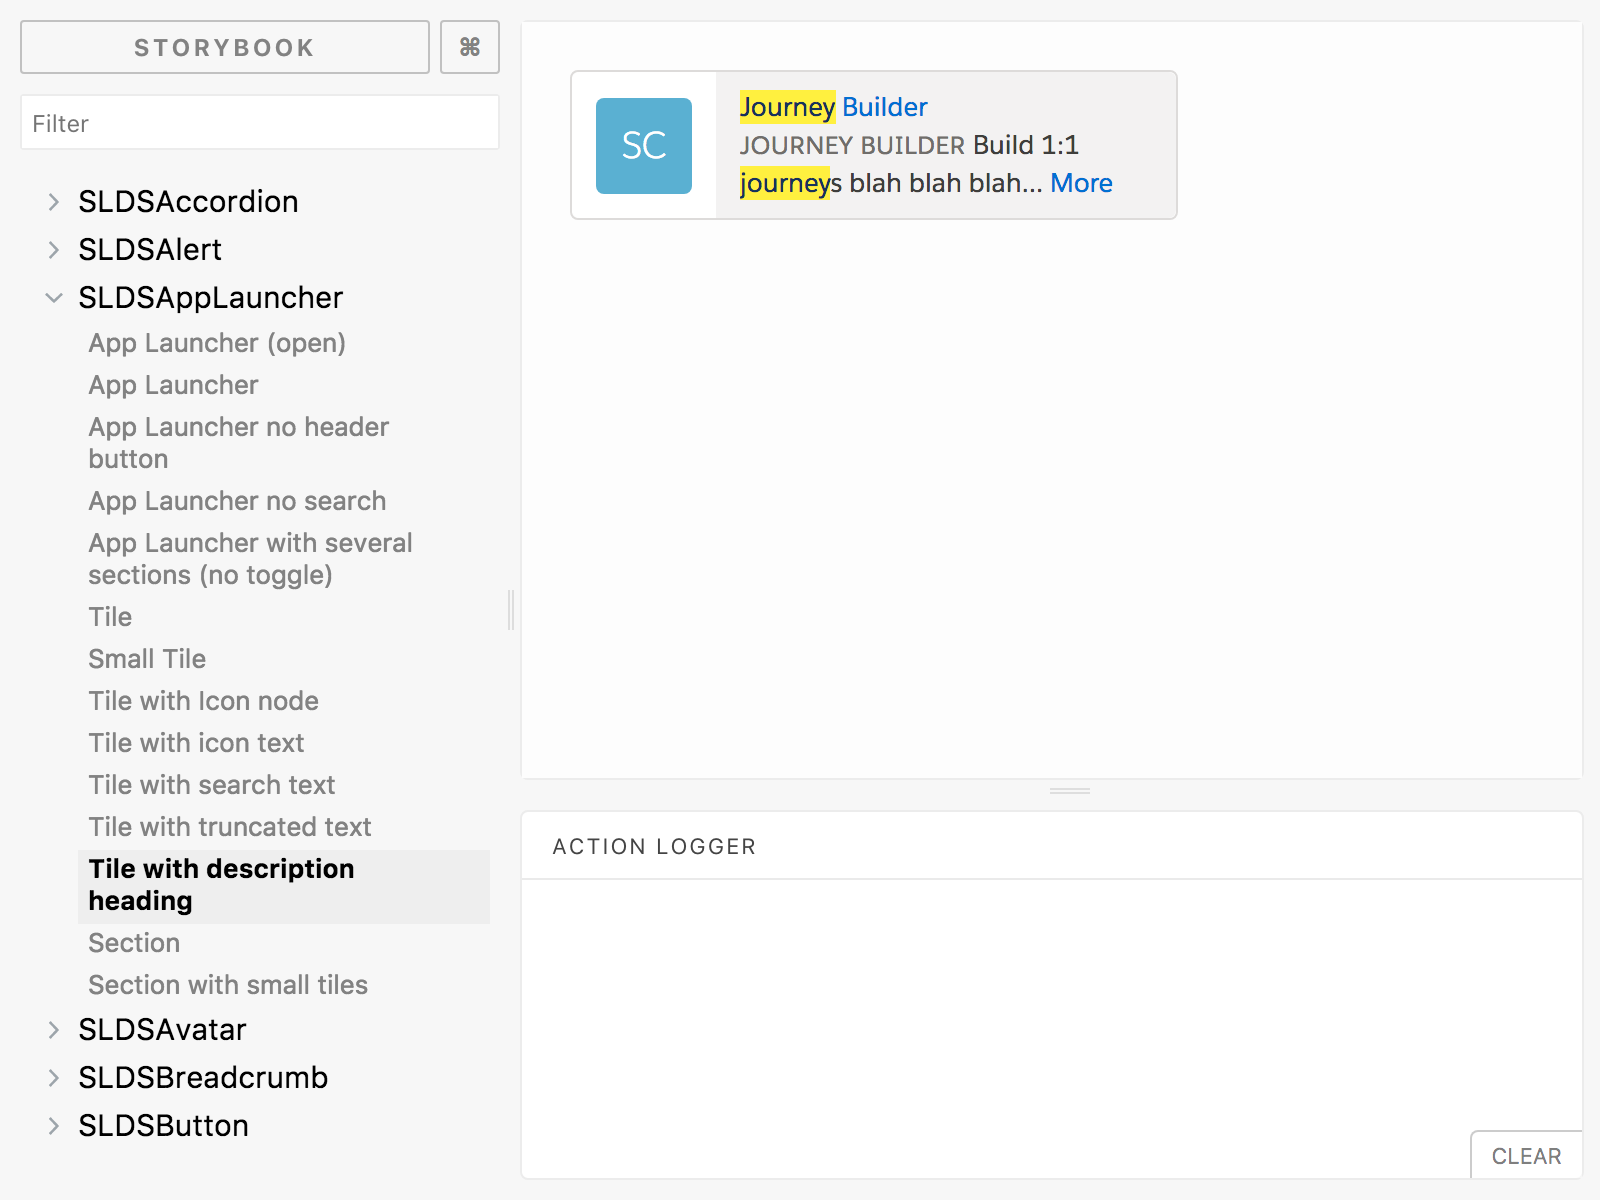 STORYBOOK
⌘
Filter
SLDSAccordion
SLDSAlert
SLDSAppLauncher
App Launcher (open)
App Launcher
App Launcher no header
button
App Launcher no search
App Launcher with several
sections (no toggle)
Tile
Small Tile
Tile with Icon node
Tile with icon text
Tile with search text
Tile with truncated text
Tile with description
heading
Section
Section with small tiles
SLDSAvatar
SLDSBreadcrumb
SLDSButton
SC
Journey Builder
JOURNEY BUILDER Build 1:1
journeys blah blah blah... More
ACTION LOGGER
CLEAR